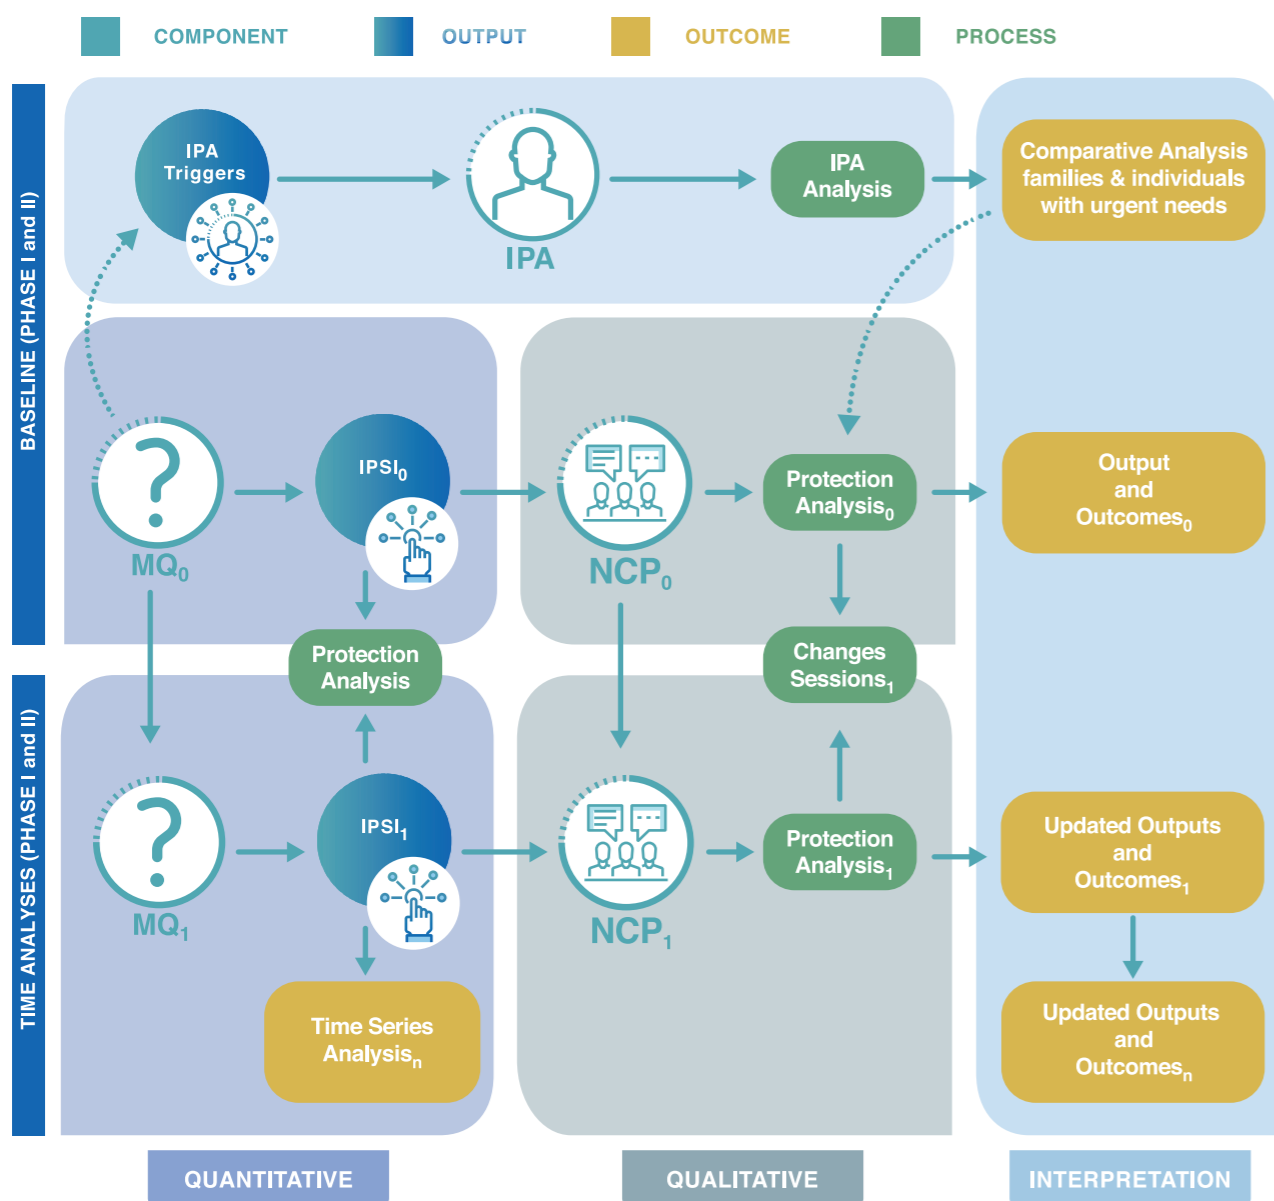 COMPONENT
OUTPUT
OUTCOME
PROCESS
BASELINE (PHASE I and II)
IPA
Triggers
IPA
IPA
Analysis
Comparative Analysis
families & individuals
with urgent needs
MQ₀
IPSI₀
NCP₀
Protection
Analysis₀
Output
and
Outcomes₀
Protection
Analysis
Changes
Sessions₁
TIME ANALYSES (PHASE I and II)
MQ₁
IPSI₁
NCP₁
Protection
Analysis₁
Updated Outputs
and
Outcomes₁
Time Series
Analysisₙ
Updated Outputs
and
Outcomesₙ
QUANTITATIVE
QUALITATIVE
INTERPRETATION